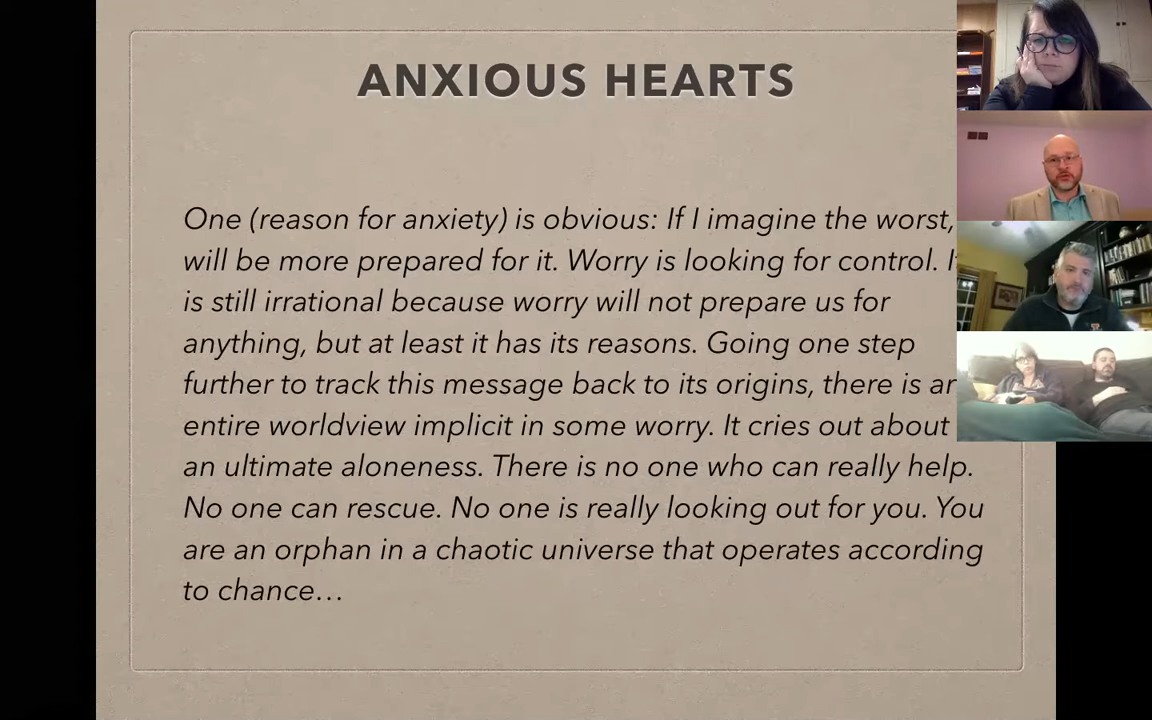 ANXIOUS HEARTS
One (reason for anxiety) is obvious: If I imagine the worst,
will be more prepared for it. Worry is looking for control.
is still irrational because worry will not prepare us for
anything, but at least it has its reasons. Going one step
further to track this message back to its origins, there is
entire worldview implicit in some worry. It cries out about
an ultimate aloneness. There is no one who can really help.
No one can rescue. No one is really looking out for you. You
are an orphan in a chaotic universe that operates according
to chance…